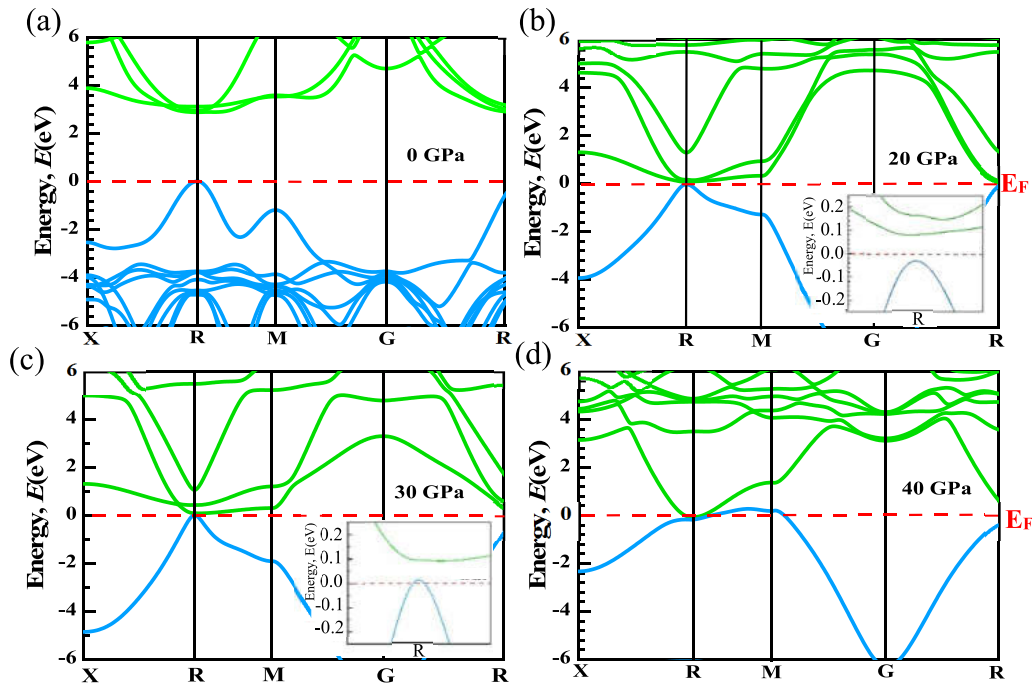 (a)
6
4
2
0
-2
-4
-6
Energy, E(eV)
0 GPa
X
R
M
G
R
(b)
6
4
2
0
-2
-4
-6
Energy, E(eV)
20 GPa
E_F
0.2
0.1
0.0
-0.1
-0.2
Energy, E(eV)
R
X
R
M
G
R
(c)
6
4
2
0
-2
-4
-6
Energy, E(eV)
30 GPa
0.2
0.1
0.0
-0.1
-0.2
Energy, E(eV)
R
X
R
M
G
R
(d)
6
4
2
0
-2
-4
-6
Energy, E(eV)
40 GPa
E_F
X
R
M
G
R